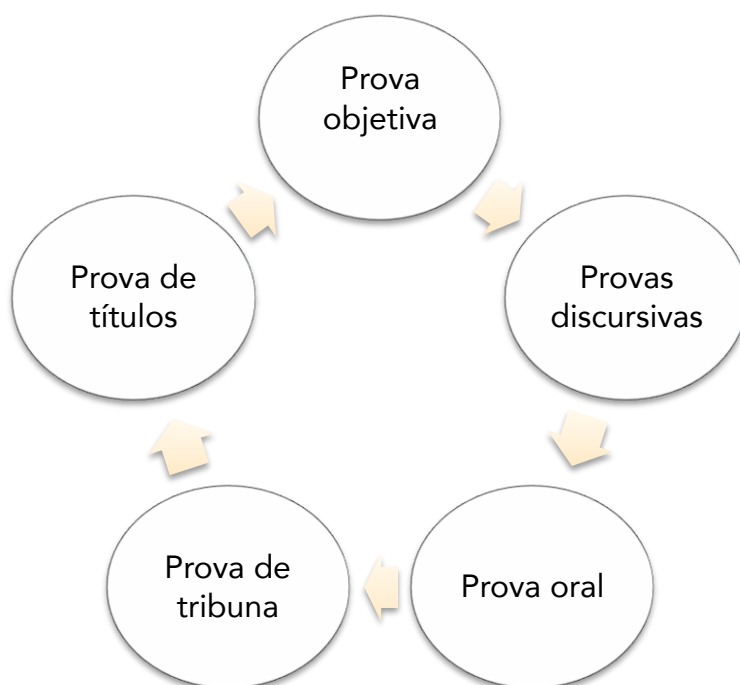 Prova
objetiva
Provas
discursivas
Prova oral
Prova de
tribuna
Prova de
títulos